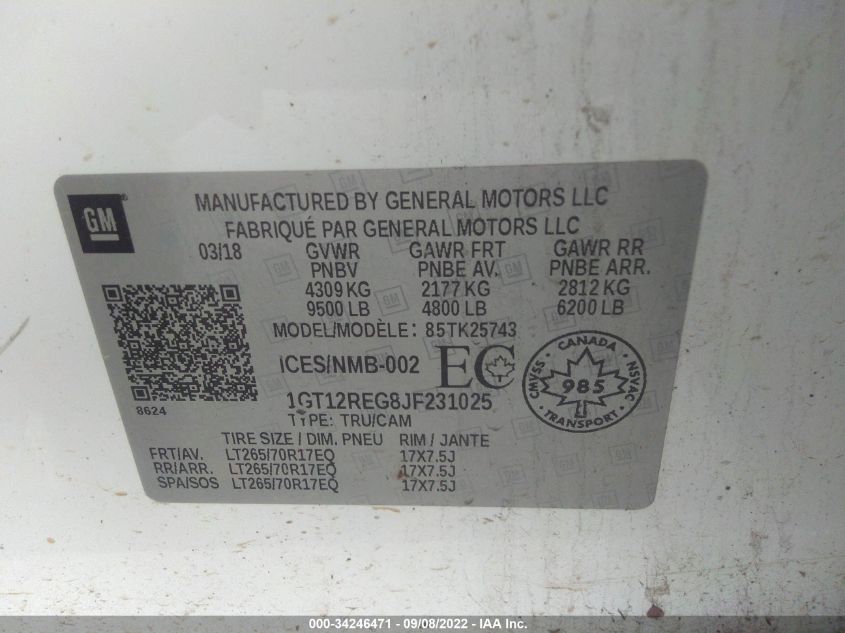 GM
MANUFACTURED BY GENERAL MOTORS LLC
FABRIQUÉ PAR GENERAL MOTORS LLC
03/18 GVWR GAWR FRT GAWR RR
PNBV PNBE AV. PNBE ARR.
4309 KG 2177 KG 2812 KG
9500 LB 4800 LB 6200 LB
MODEL/MODÈLE: 85TK25743
ICES/NMB-002 EC
CANADA
CMVSS 985 NSVAC
TRANSPORT
8624
1GT12REG8JF231025
TYPE: TRU/CAM
TIRE SIZE / DIM. PNEU RIM / JANTE
FRT/AV. LT265/70R17EQ 17X7.5J
RR/ARR. LT265/70R17EQ 17X7.5J
SPA/SOS LT265/70R17EQ 17X7.5J
000-34246471 - 09/08/2022 - IAA Inc.